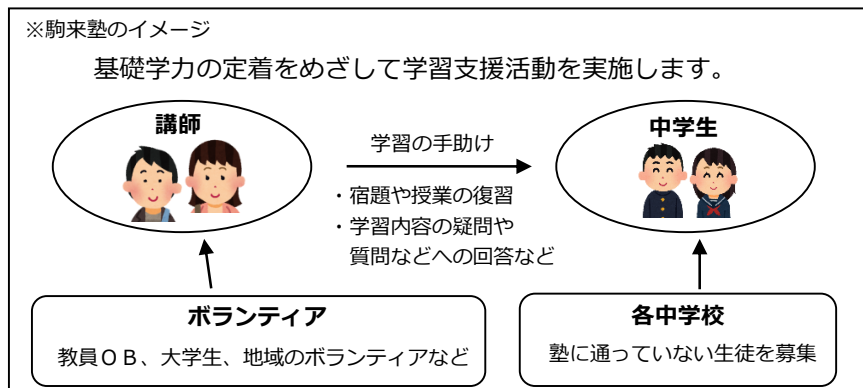 ※駒来塾のイメージ
基礎学力の定着をめざして学習支援活動を実施します。
講師
学習の手助け
中学生
・宿題や授業の復習
・学習内容の疑問や
質問などへの回答など
ボランティア
教員ＯＢ、大学生、地域のボランティアなど
各中学校
塾に通っていない生徒を募集